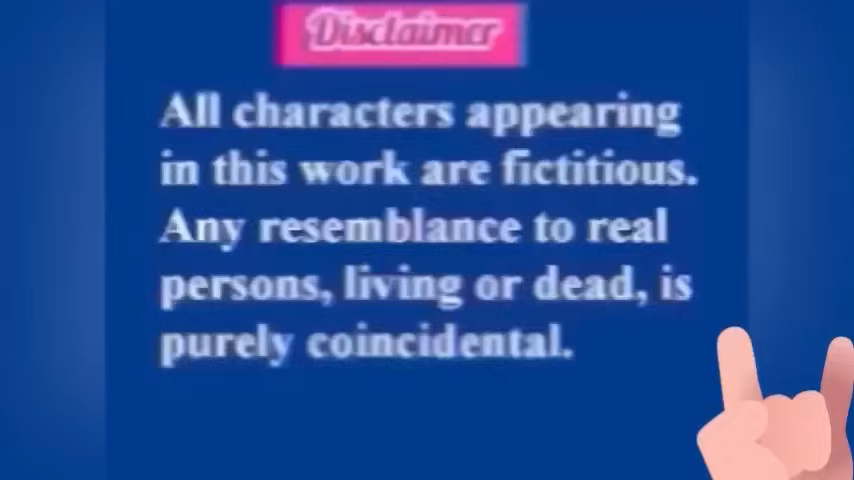 Disclaimer
All characters appearing
in this work are fictitious.
Any resemblance to real
persons, living or dead, is
purely coincidental.